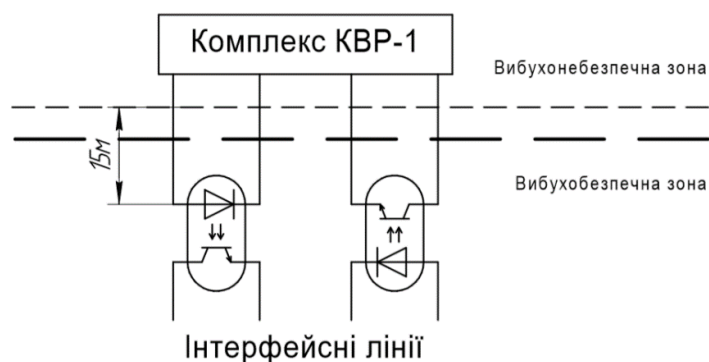 Комплекс КВР-1
Вибухонебезпечна зона
15м
Вибухобезпечна зона
Інтерфейсні лінії